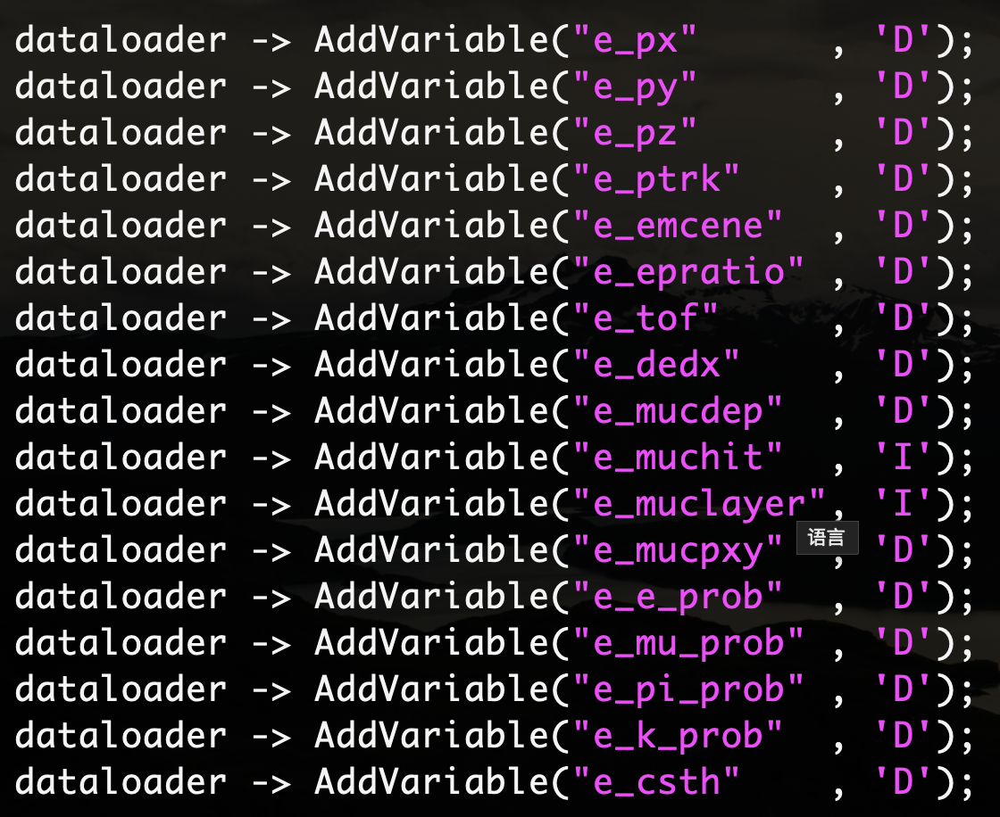 dataloader -> AddVariable("e_px"      , 'D');
dataloader -> AddVariable("e_py"      , 'D');
dataloader -> AddVariable("e_pz"      , 'D');
dataloader -> AddVariable("e_ptrk"    , 'D');
dataloader -> AddVariable("e_emcene"  , 'D');
dataloader -> AddVariable("e_epratio" , 'D');
dataloader -> AddVariable("e_tof"     , 'D');
dataloader -> AddVariable("e_dedx"    , 'D');
dataloader -> AddVariable("e_mucdep"  , 'D');
dataloader -> AddVariable("e_muchit"  , 'I');
dataloader -> AddVariable("e_muclayer", 'I');
语言
dataloader -> AddVariable("e_mucpxy"  , 'D');
dataloader -> AddVariable("e_e_prob"  , 'D');
dataloader -> AddVariable("e_mu_prob" , 'D');
dataloader -> AddVariable("e_pi_prob" , 'D');
dataloader -> AddVariable("e_k_prob"  , 'D');
dataloader -> AddVariable("e_csth"    , 'D');